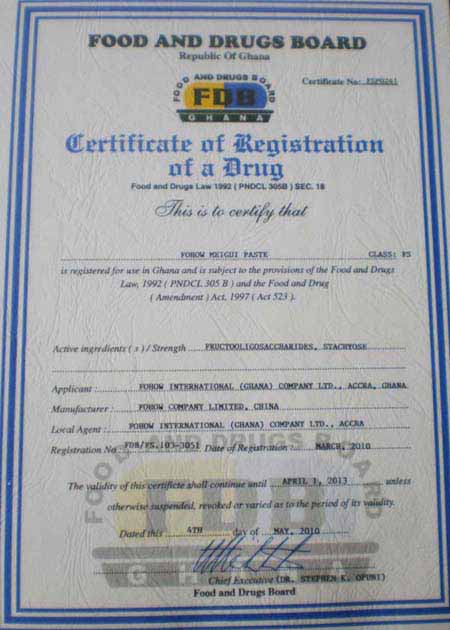 FOOD AND DRUGS BOARD
Republic Of Ghana
Certificate No:
FOOD AND DRUGS BOARD
FDB
GHANA
Certificate of Registration
of a Drug
Food and Drugs Law 1992 ( PNDCL 305B ) SEC. 18
This is to certify that
FOHOW MEIGUI PASTE CLASS: FS
is registered for use in Ghana and is subject to the provisions of the Food and Drugs
Law, 1992 ( PNDCL 305 B ) and the Food and Drug
( Amendment ) Act, 1997 ( Act 523 ).
Active ingredients ( s ) / Strength ..... FRUCTOOLIGOSACCHARIDES, STACHYOSE
Applicant : FOHOW INTERNATIONAL (GHANA) COMPANY LTD., ACCRA, GHANA
Manufacturer : FOHOW COMPANY LIMITED, CHINA
Local Agent : FOHOW INTERNATIONAL (GHANA) COMPANY LTD., ACCRA
Registration No : FDB/FS.103-3051 Date of Registration : MARCH, 2010
FOOD AND DRUGS BOARD
The validity of this certificte shall continue until APRIL 1, 2013 unless
otherwise suspended, revoked or varied as to the period of its validity.
FDB
Dated this 4TH day of MAY, 2010
GHANA
Chief Executive (DR. STEPHEN K. OPUNI)
Food and Drugs Board